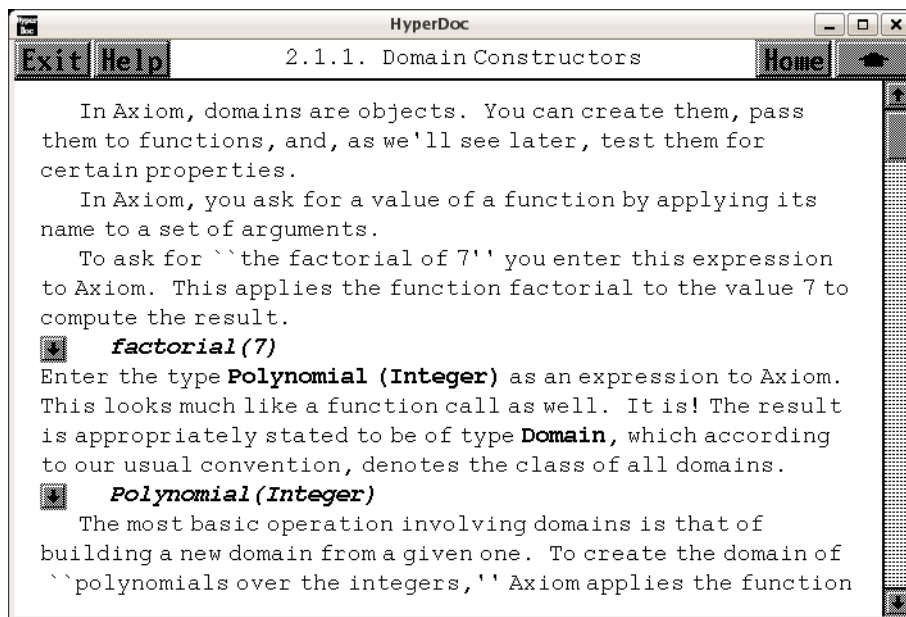 Hyper Doc
HyperDoc
Exit Help 2.1.1. Domain Constructors Home
In Axiom, domains are objects. You can create them, pass
them to functions, and, as we'll see later, test them for
certain properties.
In Axiom, you ask for a value of a function by applying its
name to a set of arguments.
To ask for ``the factorial of 7'' you enter this expression
to Axiom. This applies the function factorial to the value 7 to
compute the result.
factorial(7)
Enter the type Polynomial (Integer) as an expression to Axiom.
This looks much like a function call as well. It is! The result
is appropriately stated to be of type Domain, which according
to our usual convention, denotes the class of all domains.
Polynomial(Integer)
The most basic operation involving domains is that of
building a new domain from a given one. To create the domain of
``polynomials over the integers,'' Axiom applies the function